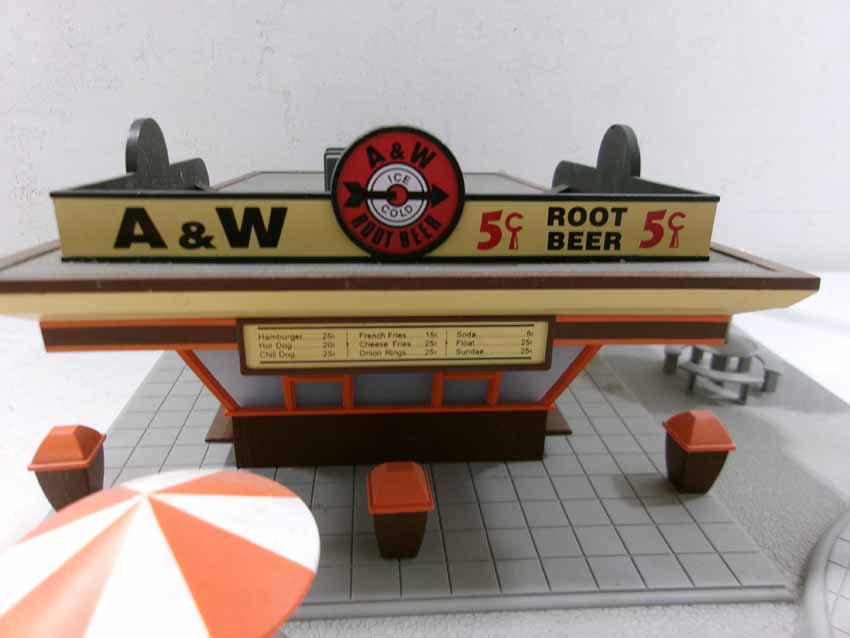 A & W
A & W
ICE
COLD
ROOT BEER
5¢
ROOT
BEER
5¢
Hamburger 25¢
Hot Dog 20¢
Chili Dog 25¢
French Fries 15¢
Cheese Fries 25¢
Onion Rings 25¢
Soda 5¢
Float 25¢
Sundae 25¢